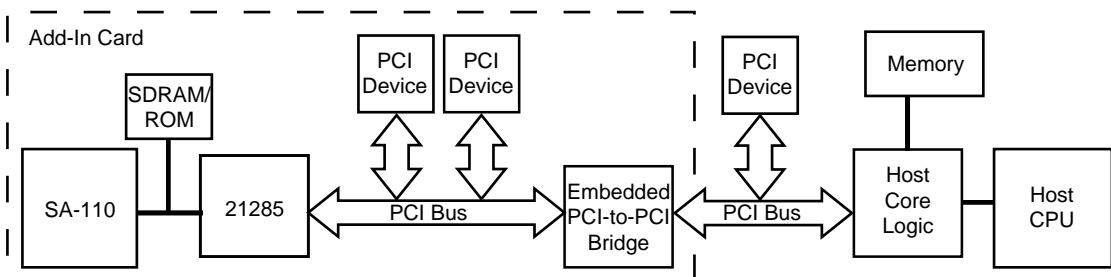 Add-In Card
PCI
Device
PCI
Device
PCI
Device
Memory
SDRAM/
ROM
SA-110
21285
PCI Bus
Embedded
PCI-to-PCI
Bridge
PCI Bus
Host
Core
Logic
Host
CPU